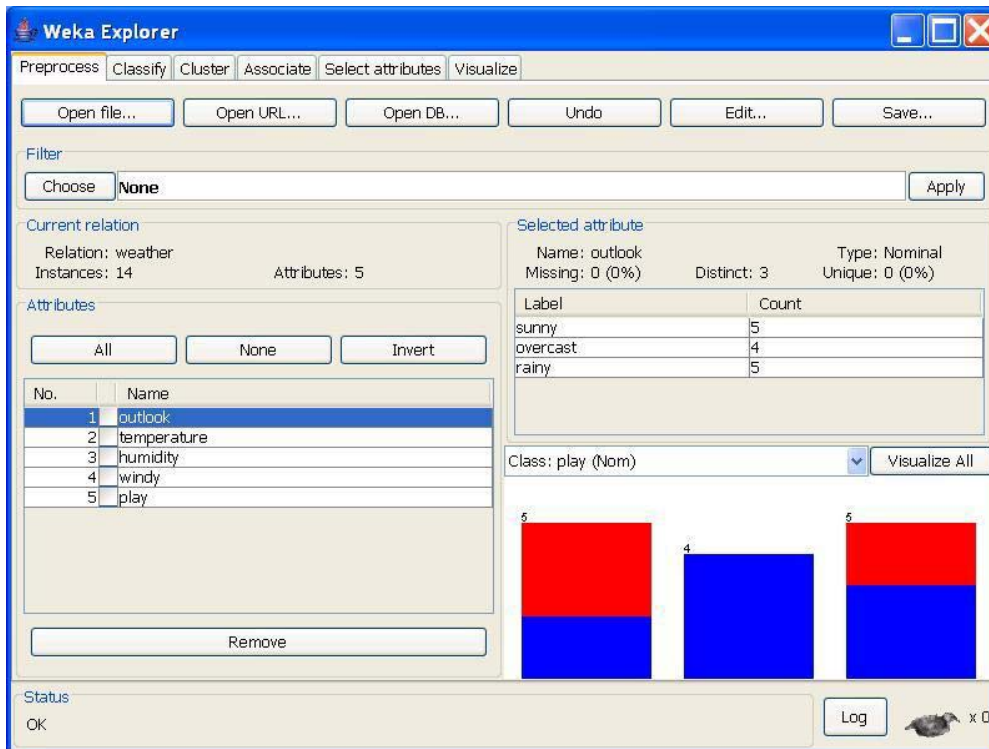 Weka Explorer
Preprocess Classify Cluster Associate Select attributes Visualize
Open file... Open URL... Open DB... Undo Edit... Save...
Filter
Choose None Apply
Current relation
Relation: weather
Instances: 14 Attributes: 5
Attributes
All None Invert
No. Name
1 outlook
2 temperature
3 humidity
4 windy
5 play
Remove
Selected attribute
Name: outlook Type: Nominal
Missing: 0 (0%) Distinct: 3 Unique: 0 (0%)
Label Count
sunny 5
overcast 4
rainy 5
Class: play (Nom) Visualize All
5 4 5
Status
OK
Log x 0